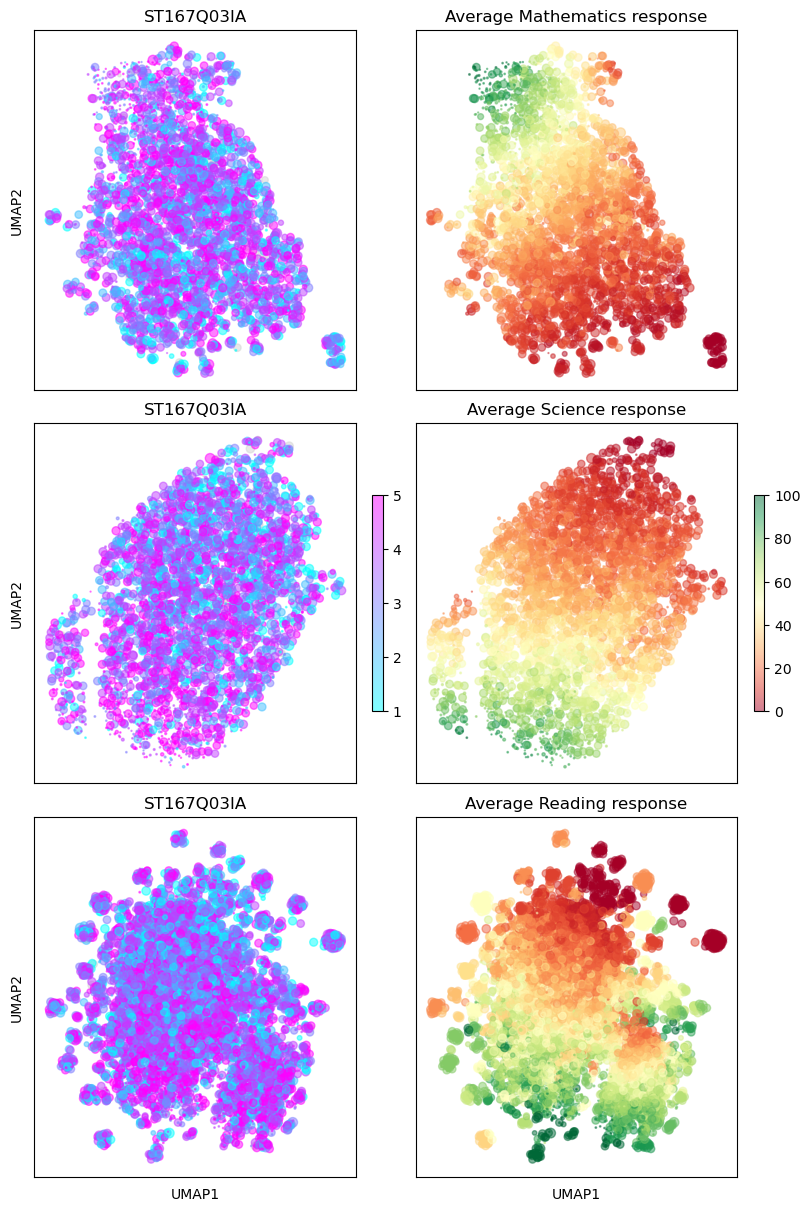 ST167Q03IA
Average Mathematics response
UMAP2
ST167Q03IA
Average Science response
UMAP2
5
4
3
2
1
100
80
60
40
20
0
ST167Q03IA
Average Reading response
UMAP2
UMAP1
UMAP1